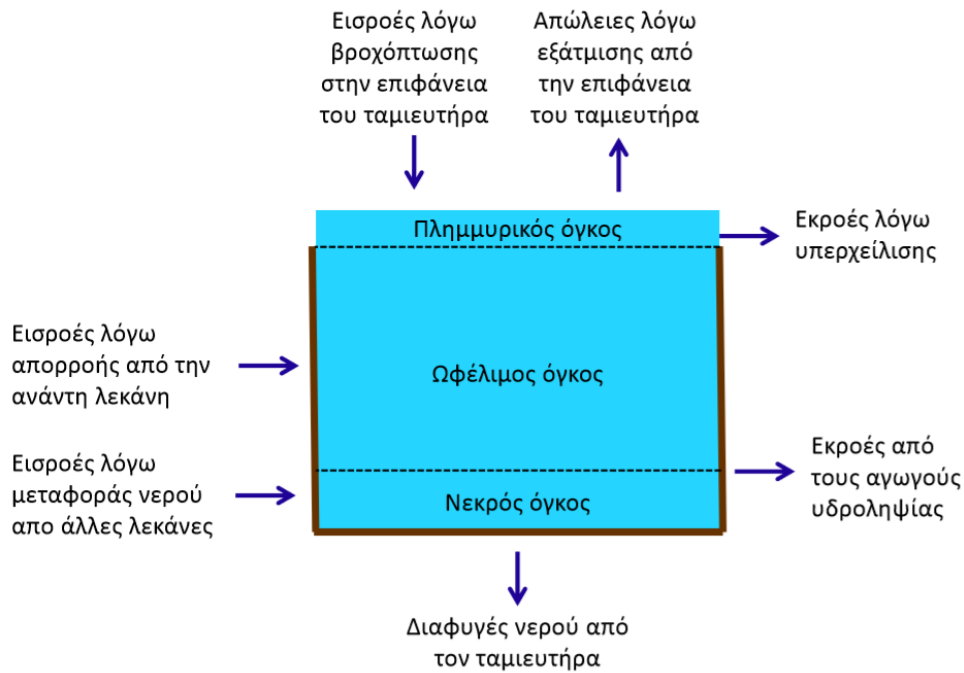 Εισροές λόγω
βροχόπτωσης
στην επιφάνεια
του ταμιευτήρα
Απώλειες λόγω
εξάτμισης από
την επιφάνεια
του ταμιευτήρα
Πλημμυρικός όγκος
Εκροές λόγω
υπερχείλισης
Εισροές λόγω
απορροής από την
ανάντη λεκάνη
Ωφέλιμος όγκος
Εισροές λόγω
μεταφοράς νερού
απο άλλες λεκάνες
Νεκρός όγκος
Εκροές από
τους αγωγούς
υδροληψίας
Διαφυγές νερού από
τον ταμιευτήρα